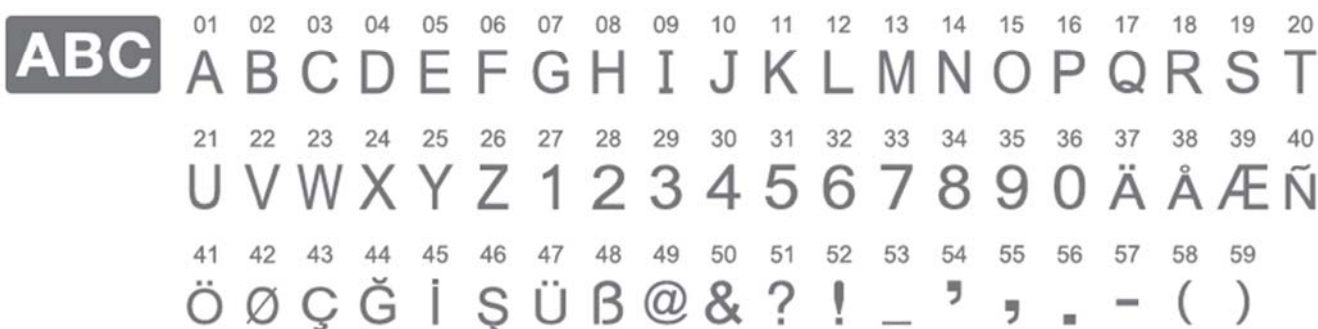 ABC
01 02 03 04 05 06 07 08 09 10 11 12 13 14 15 16 17 18 19 20
A B C D E F G H I J K L M N O P Q R S T
21 22 23 24 25 26 27 28 29 30 31 32 33 34 35 36 37 38 39 40
U V W X Y Z 1 2 3 4 5 6 7 8 9 0 Ä Å Æ Ñ
41 42 43 44 45 46 47 48 49 50 51 52 53 54 55 56 57 58 59
Ö Ø Ç Ğ İ Ş Ü ß @ & ? ! _ ’ , . - ( )